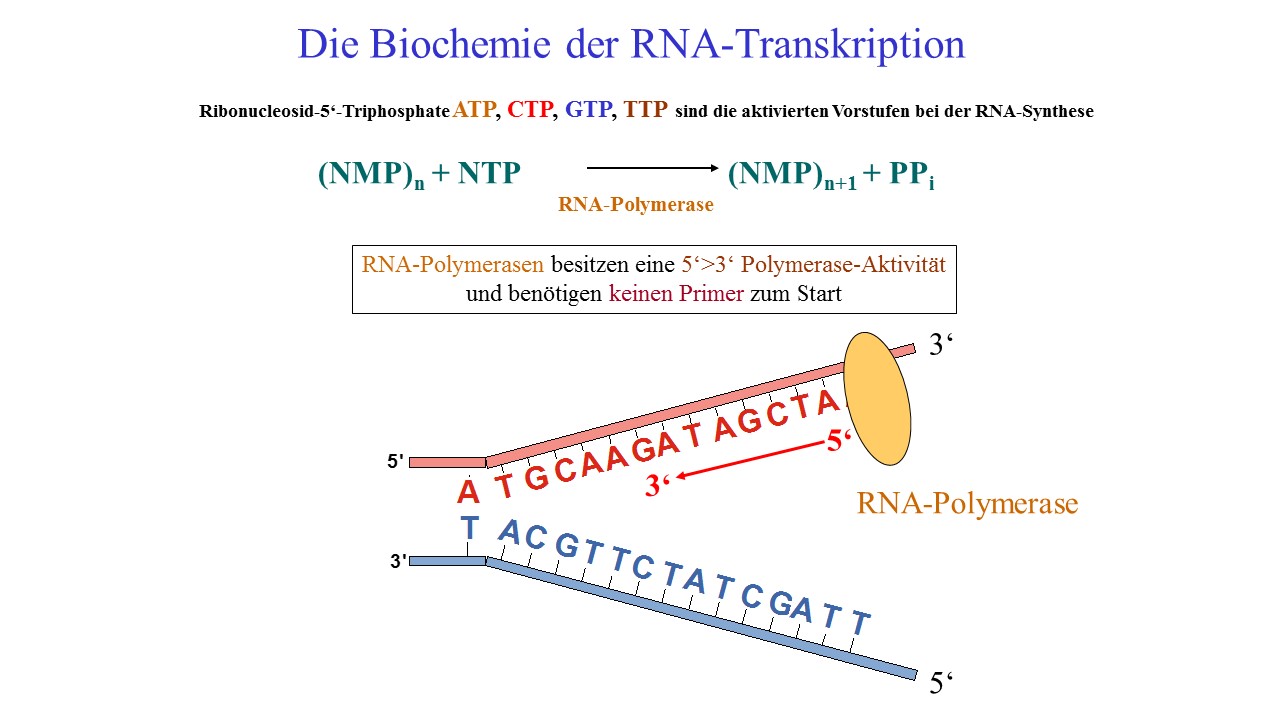 Die Biochemie der RNA-Transkription
Ribonucleosid-5‘-Triphosphate ATP, CTP, GTP, TTP sind die aktivierten Vorstufen bei der RNA-Synthese
(NMP)n + NTP (NMP)n+1 + PPi
RNA-Polymerase
RNA-Polymerasen besitzen eine 5‘>3‘ Polymerase-Aktivität
und benötigen keinen Primer zum Start
3‘
5'
A T G C A A G A T A G C T A
5‘
3‘
RNA-Polymerase
T A C G T T C T A T C G A T T
3'
5‘